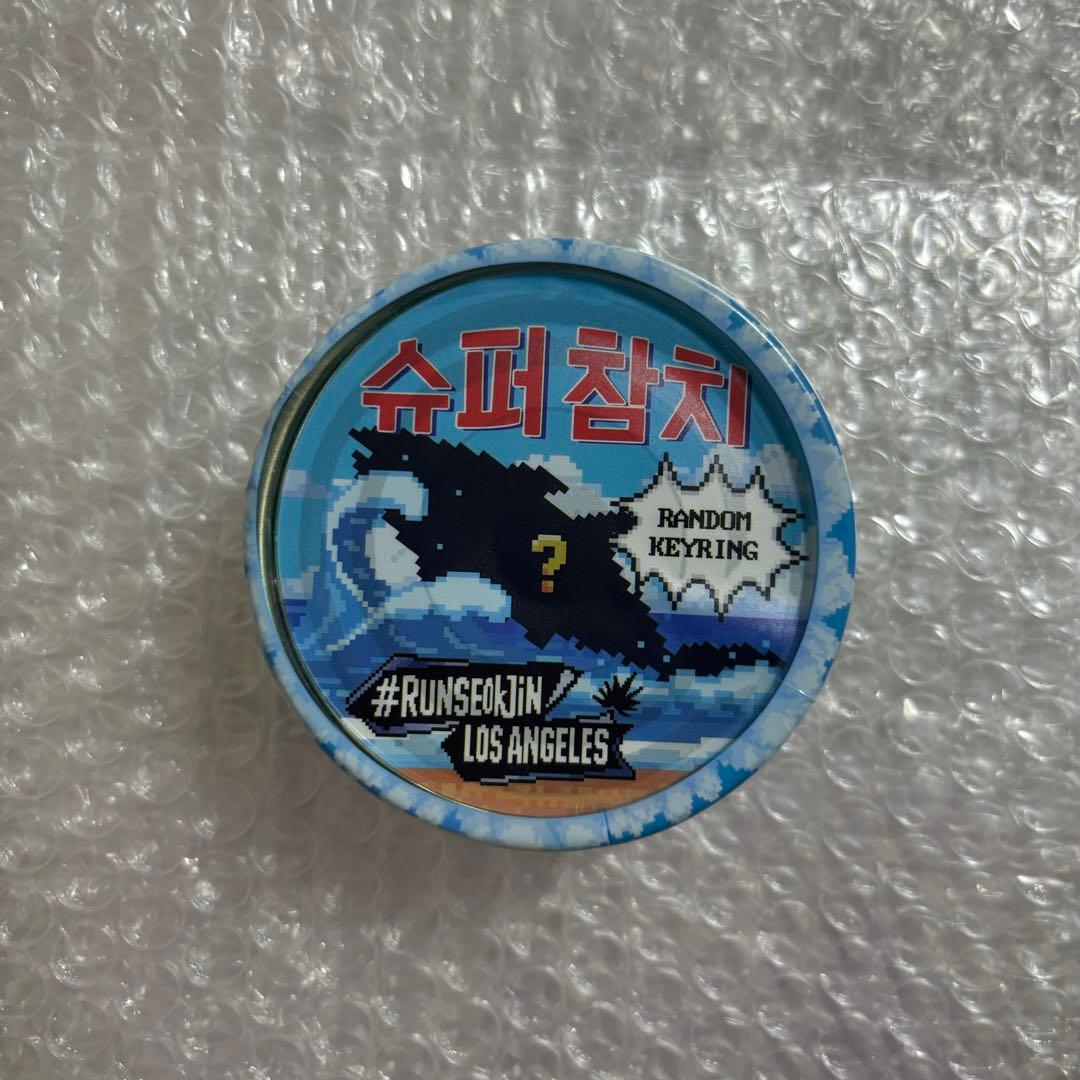 슈퍼 참치
RANDOM
KEYRING
?
#RUNSEOKJIN!
LOS ANGELES